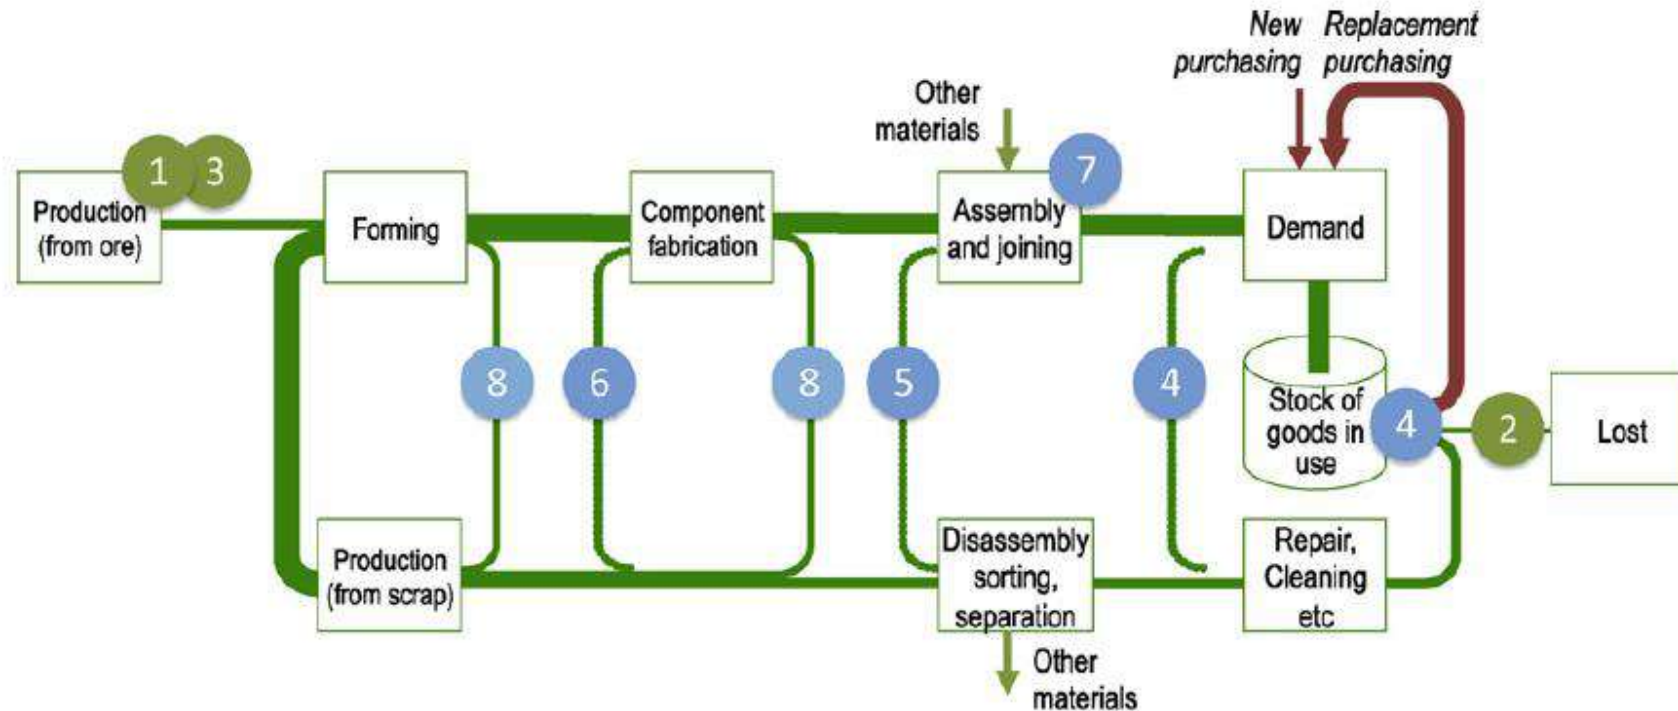 New
purchasing
Replacement
purchasing
Other
materials
1
3
7
Production
(from ore)
Forming
Component
fabrication
Assembly
and joining
Demand
8
6
8
5
4
Stock of
goods in
use
4
2
Lost
Production
(from scrap)
Disassembly
sorting,
separation
Repair,
Cleaning
etc
Other
materials